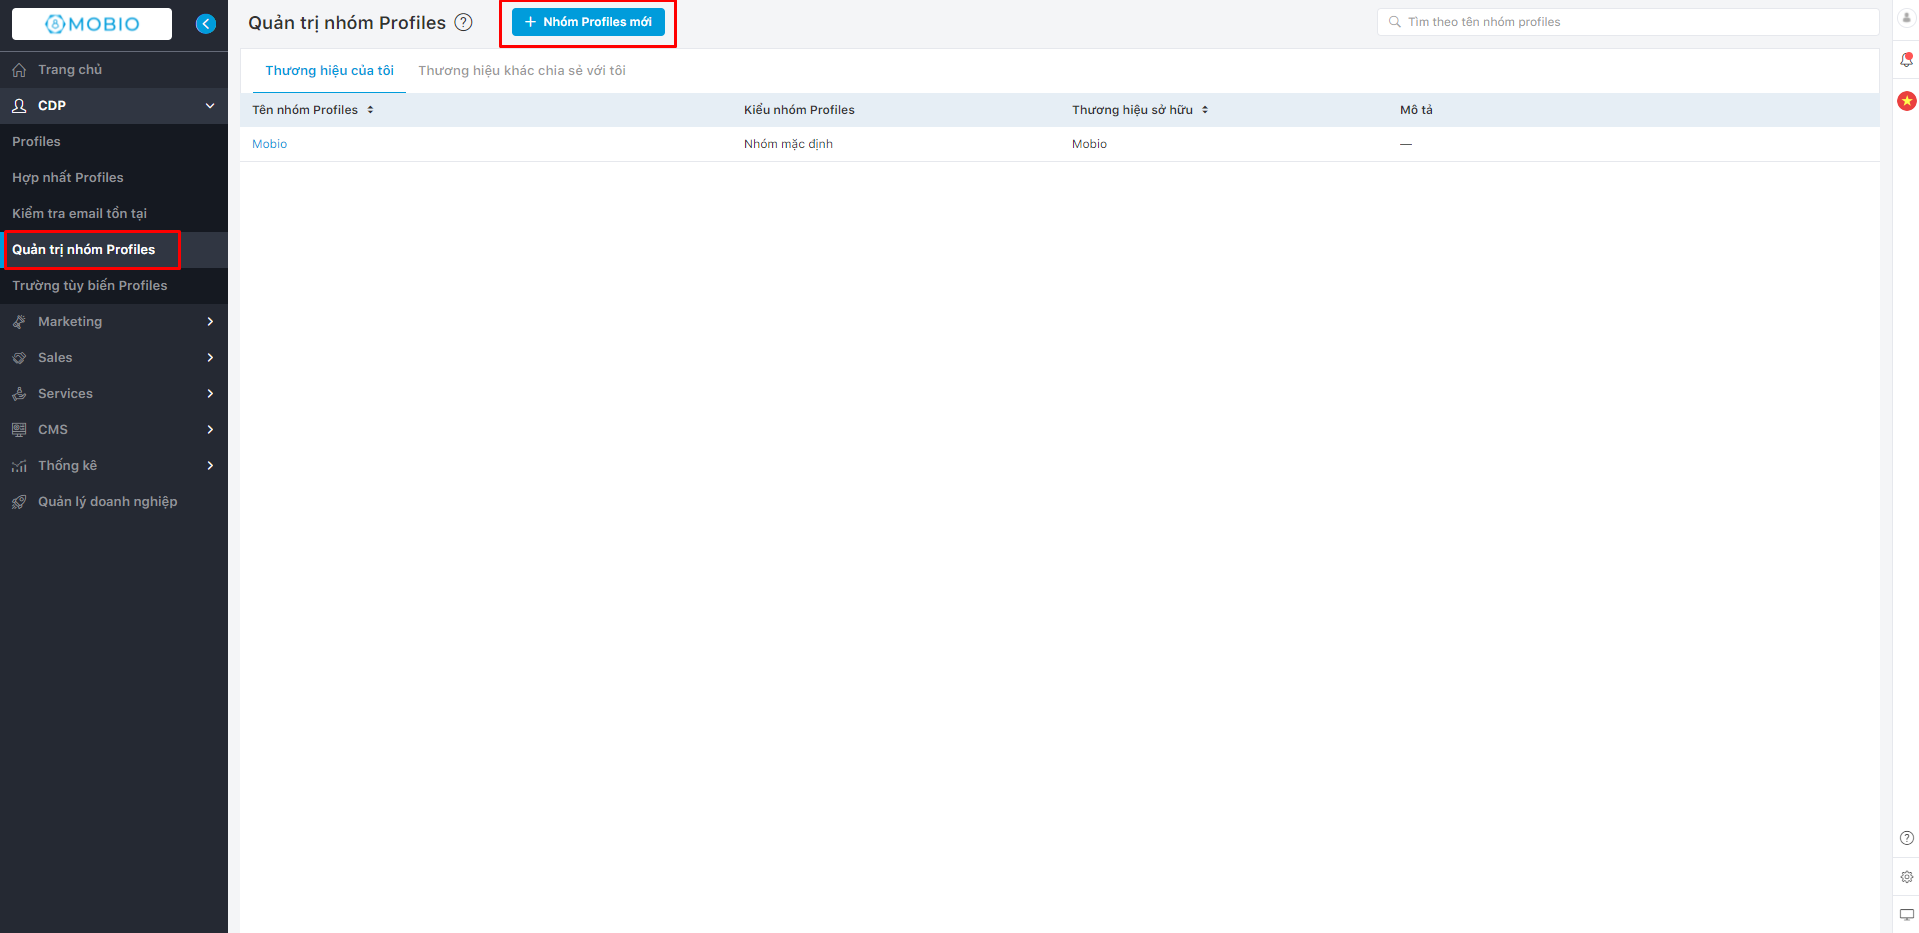 MOBIO
Trang chủ
CDP
Profiles
Hợp nhất Profiles
Kiểm tra email tồn tại
Quản trị nhóm Profiles
Trường tùy biến Profiles
Marketing
Sales
Services
CMS
Thống kê
Quản lý doanh nghiệp
Quản trị nhóm Profiles
Nhóm Profiles mới
Tìm theo tên nhóm profiles
Thương hiệu của tôi Thương hiệu khác chia sẻ với tôi
Tên nhóm Profiles Kiểu nhóm Profiles Thương hiệu sở hữu Mô tả
Mobio Nhóm mặc định Mobio —